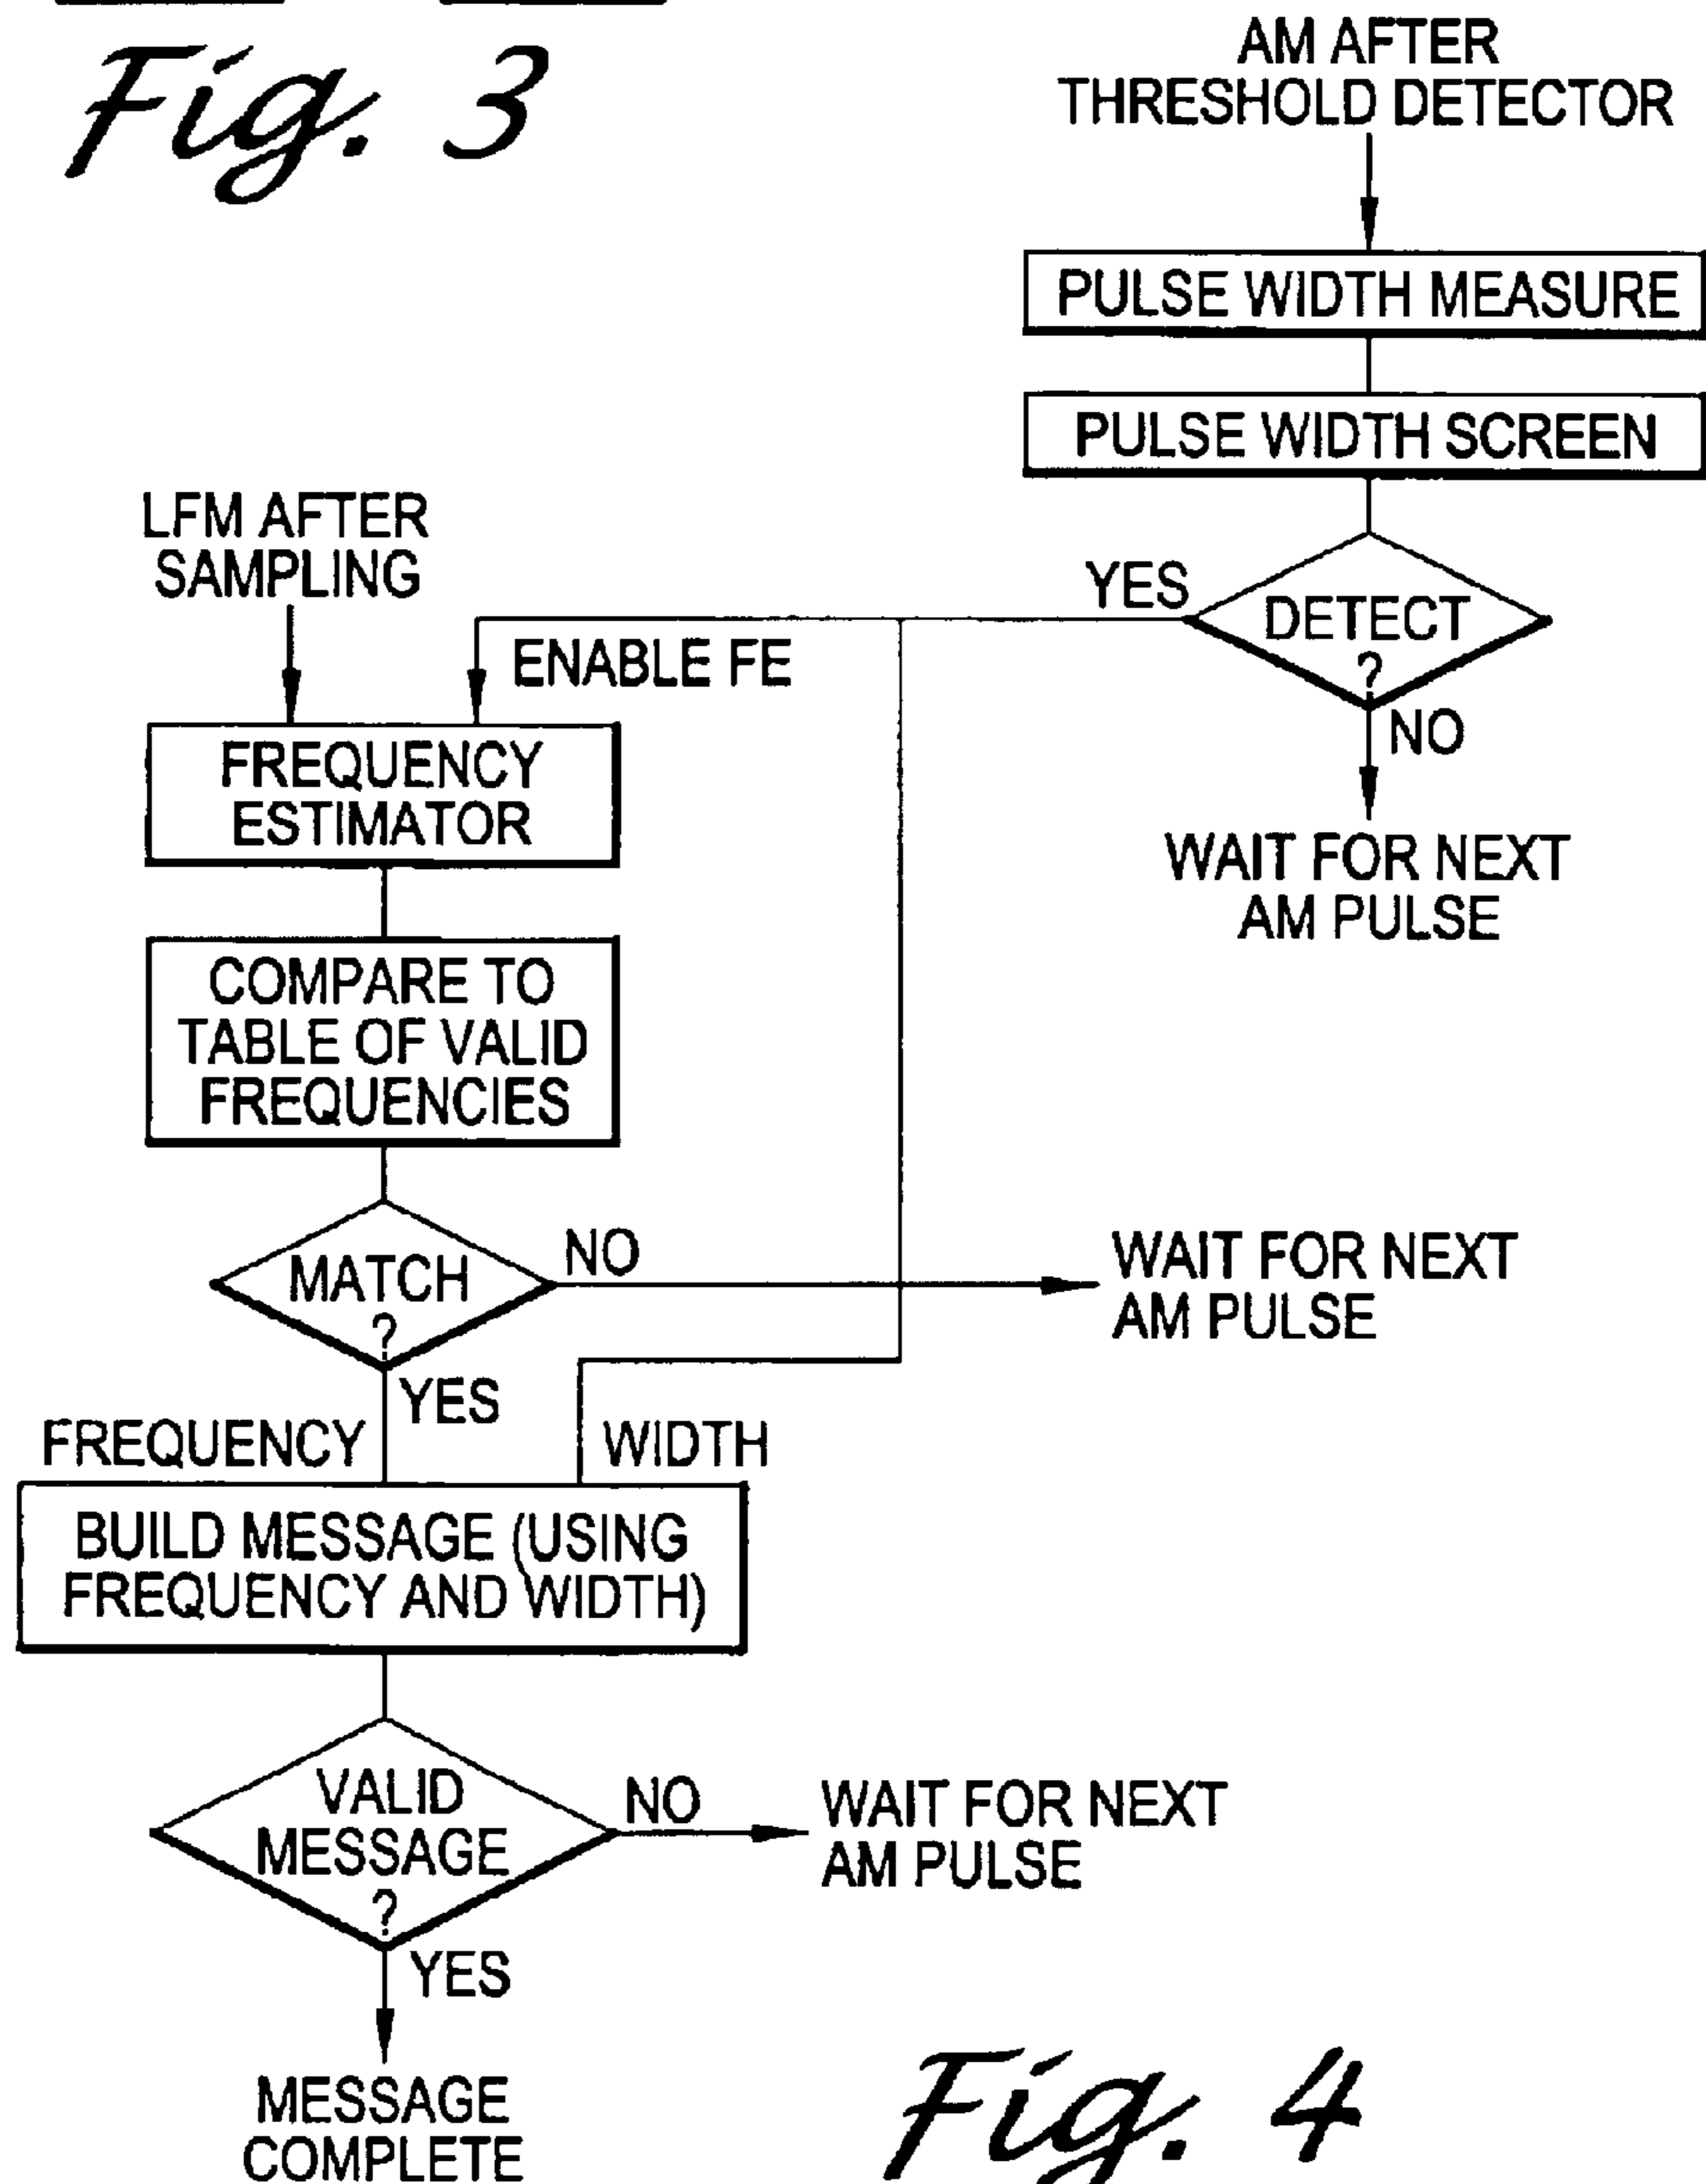 Fig. 3
AM AFTER
THRESHOLD DETECTOR
PULSE WIDTH MEASURE
PULSE WIDTH SCREEN
LFM AFTER
SAMPLING
YES
DETECT
?
ENABLE FE
NO
FREQUENCY
ESTIMATOR
WAIT FOR NEXT
AM PULSE
COMPARE TO
TABLE OF VALID
FREQUENCIES
MATCH
?
NO
WAIT FOR NEXT
AM PULSE
YES
FREQUENCY
WIDTH
BUILD MESSAGE (USING
FREQUENCY AND WIDTH)
VALID
MESSAGE
?
NO
WAIT FOR NEXT
AM PULSE
YES
MESSAGE
COMPLETE
Fig. 4